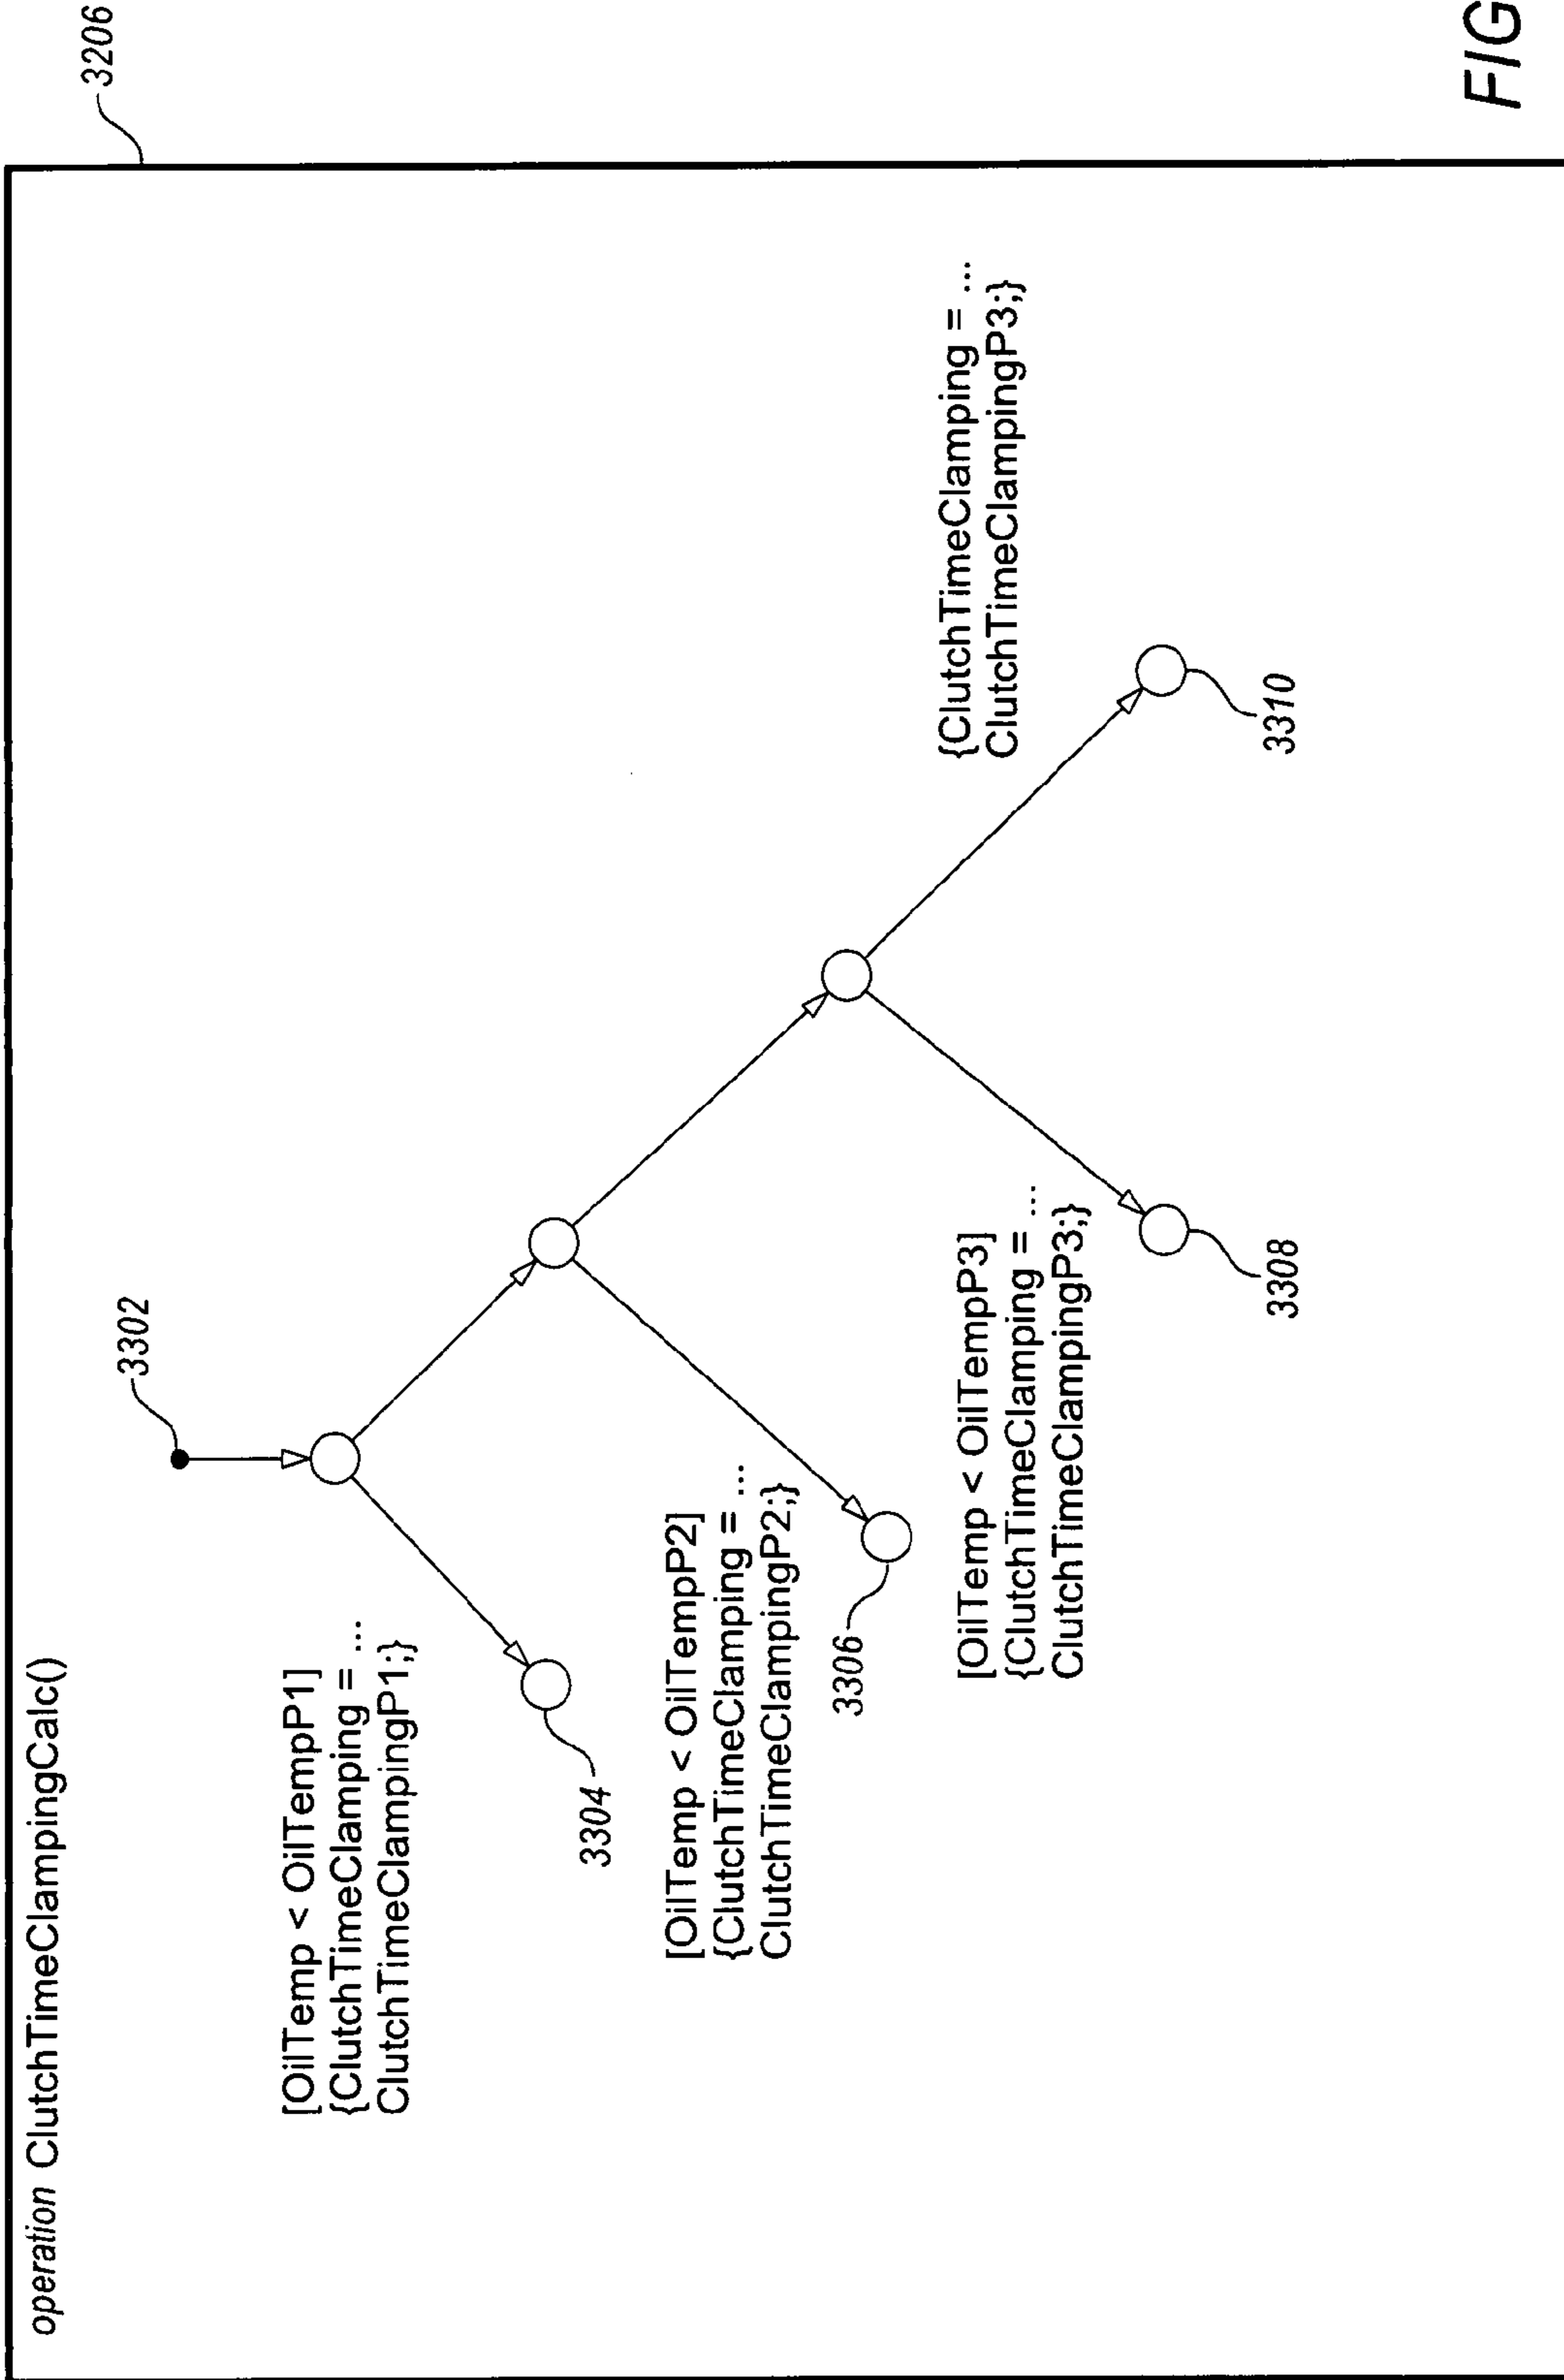 operation ClutchTimeClampingCalc()
3206
3302
[OilTemp < OilTempP1]
{ClutchTimeClamping = ...
ClutchTimeClampingP1;}
3304
[OilTemp < OilTempP2]
{ClutchTimeClamping = ...
ClutchTimeClampingP2;}
3306
{ClutchTimeClamping = ...
ClutchTimeClampingP3;}
[OilTemp < OilTempP3]
{ClutchTimeClamping = ...
ClutchTimeClampingP3;}
3308
3310
FIG